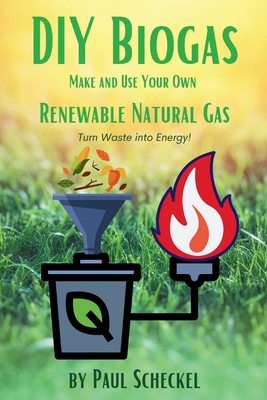 DIY Biogas
Make and Use Your Own
Renewable Natural Gas
Turn Waste into Energy!
by Paul Scheckel